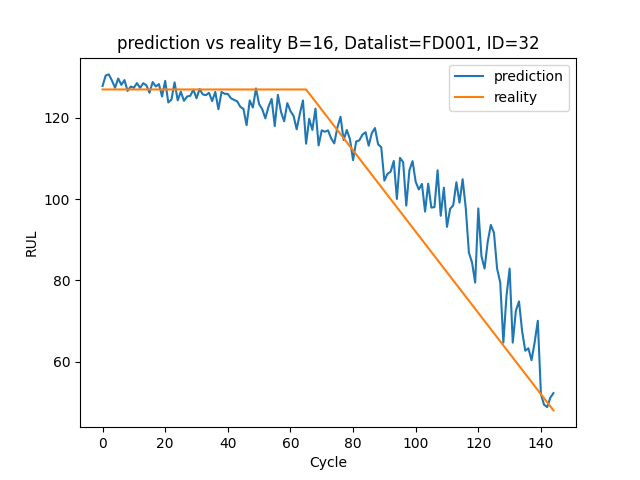 prediction vs reality B=16, Datalist=FD001, ID=32
prediction
reality
RUL
120
100
80
60
0 20 40 60 80 100 120 140
Cycle